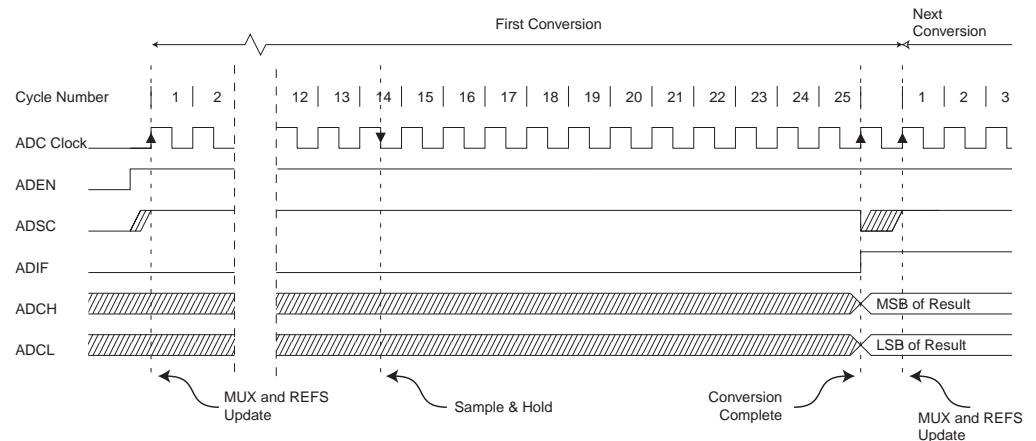 First Conversion
Next
Conversion
Cycle Number 1 2 12 13 14 15 16 17 18 19 20 21 22 23 24 25 1 2 3
ADC Clock
ADEN
ADSC
ADIF
ADCH MSB of Result
ADCL LSB of Result
MUX and REFS
Update
Sample & Hold
Conversion
Complete
MUX and REFS
Update